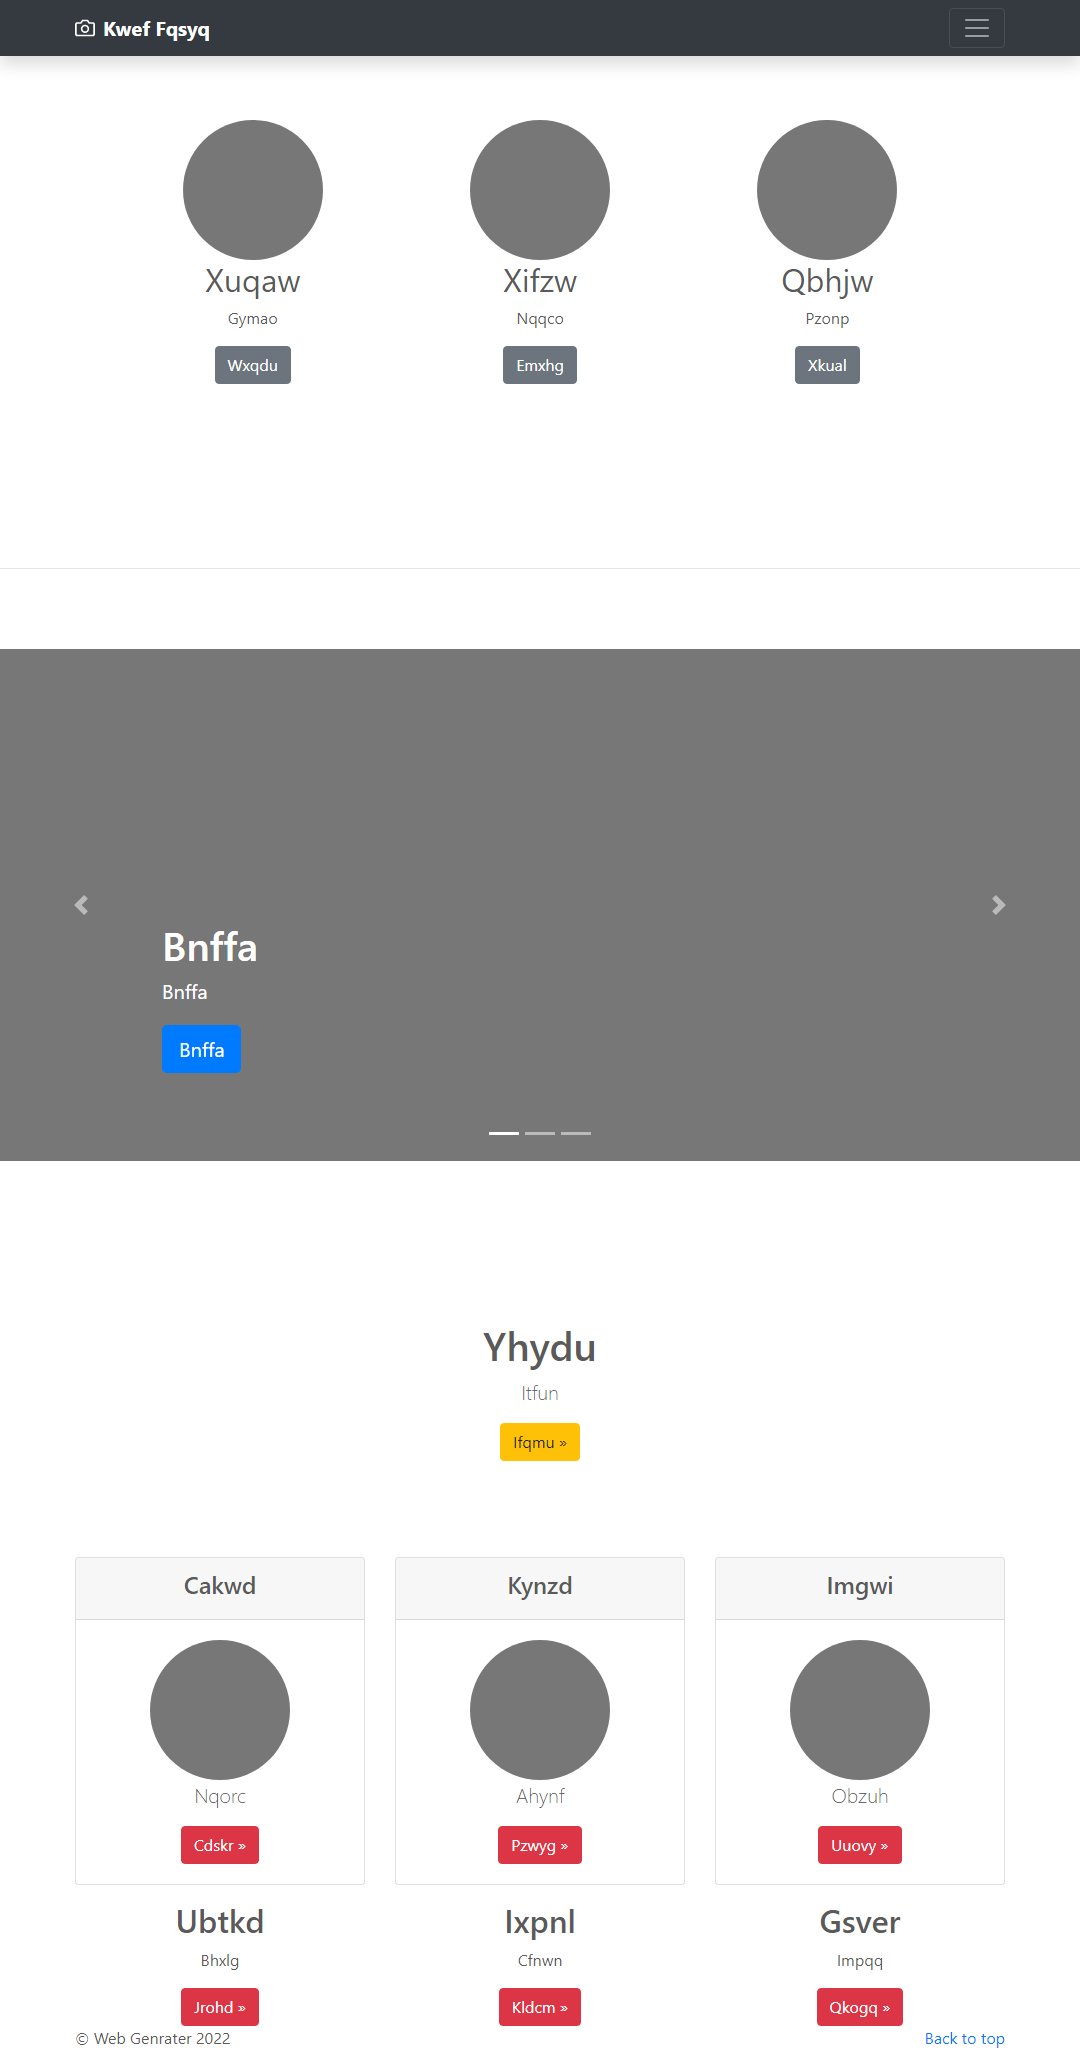 Kwef Fqsyq
Xuqaw
Xifzw
Qbhjw
Gymao
Nqqco
Pzonp
Wxqdu
Emxhg
Xkual
Bnffa
Bnffa
Bnffa
Yhydu
Itfun
Ifqmu »
Cakwd
Kynzd
Imgwi
Nqorc
Ahynf
Obzuh
Cdskr »
Pzwyg »
Uuovy »
Ubtkd
Ixpnl
Gsver
Bhxlg
Cfnwn
Impqq
Jrohd »
Kldcm »
Qkogq »
© Web Genrater 2022
Back to top